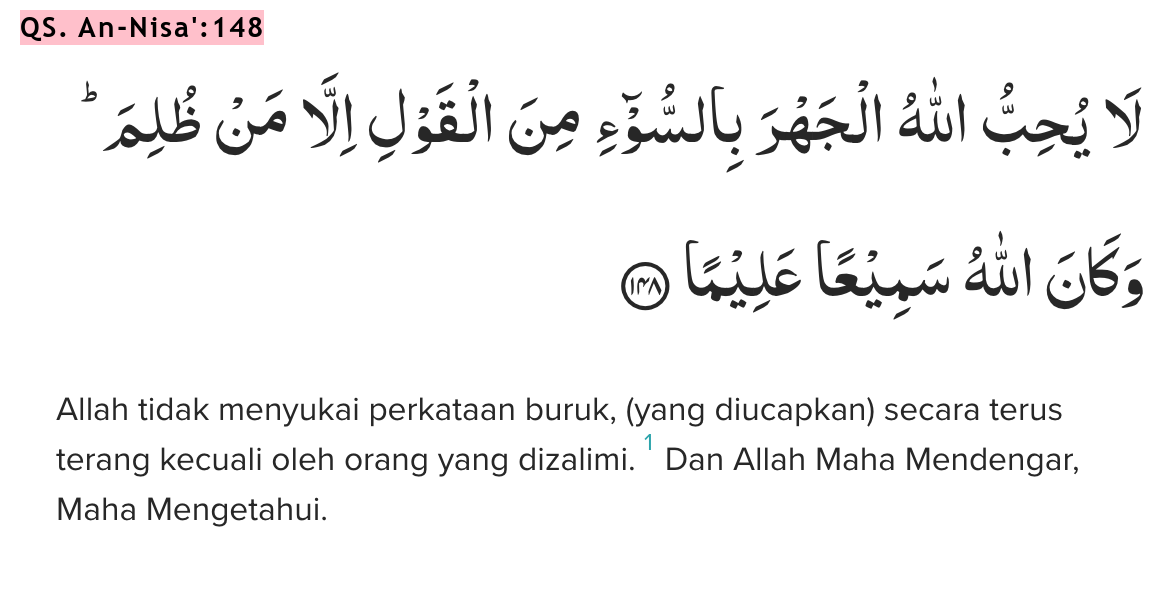 QS. An-Nisa':148
لَا يُحِبُّ اللّٰهُ الْجَهْرَ بِالسُّوْۤءِ مِنَ الْقَوْلِ اِلَّا مَنْ ظُلِمَ ۗ
وَكَانَ اللّٰهُ سَمِيْعًا عَلِيْمًا ١٤٨
Allah tidak menyukai perkataan buruk, (yang diucapkan) secara terus
terang kecuali oleh orang yang dizalimi. 1 Dan Allah Maha Mendengar,
Maha Mengetahui.